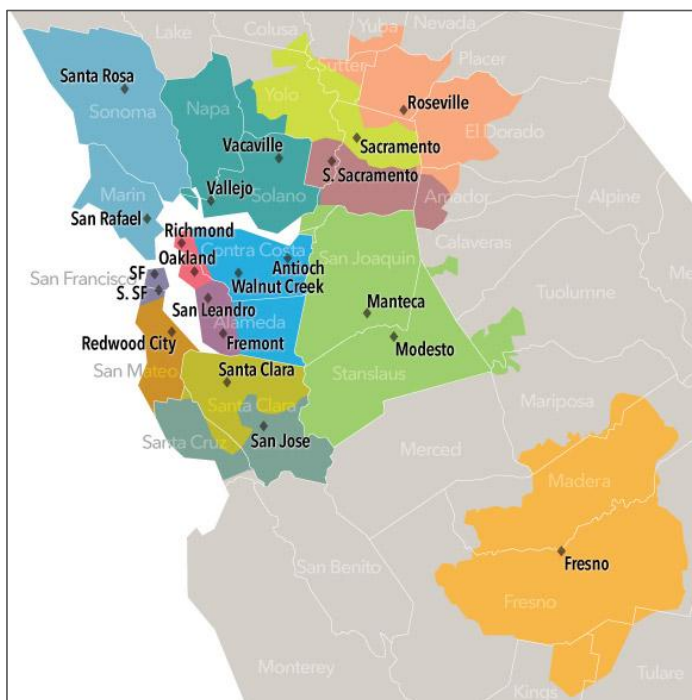 Lake
Colusa
Yuba
Nevada
Sutter
Placer
Santa Rosa
Sonoma
Napa
Yolo
Roseville
El Dorado
Sacramento
Vacaville
S. Sacramento
Solano
Vallejo
Amador
Alpine
Marin
San Rafael
Richmond
Contra Costa
San Joaquin
Calaveras
Oakland
Antioch
San Francisco
SF
Walnut Creek
S. SF
Tuolumne
San Leandro
Manteca
Alameda
Redwood City
Fremont
Modesto
San Mateo
Santa Clara
Stanslaus
Santa Clara
Mariposa
Santa Cruz
San Jose
Merced
Madera
San Benito
Fresno
Fresno
Monterey
Kings
Tulare